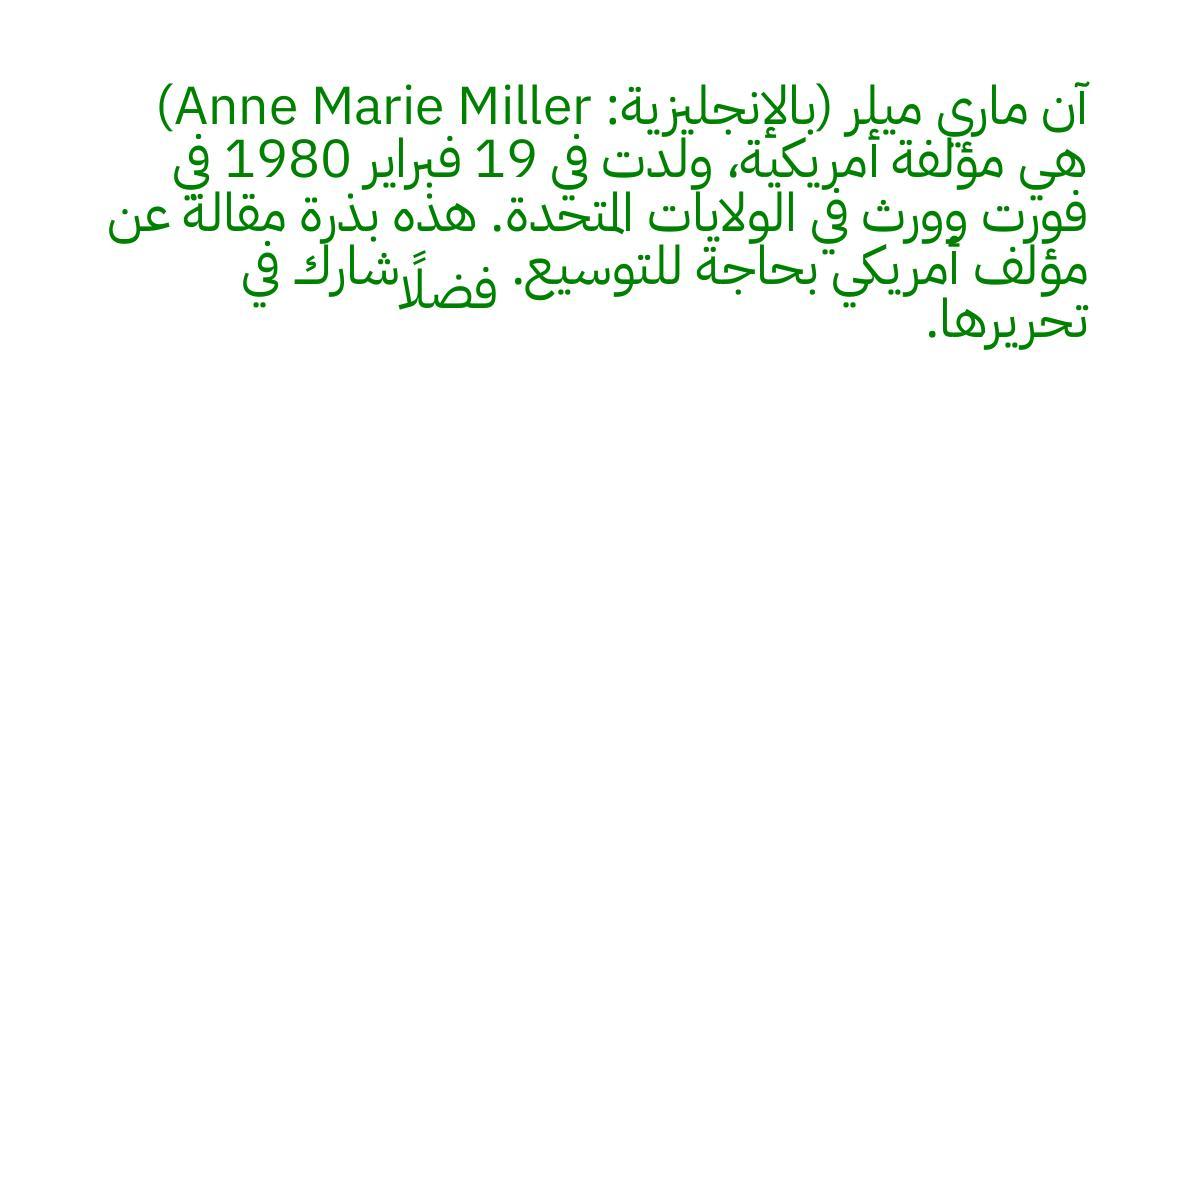 آن ماري ميلر (بالإنجليزية: Anne Marie Miller)
هي مؤلفة أمريكية، ولدت في 19 فبراير 1980 في
فورت وورث في الولايات المتحدة. هذه بذرة مقالة عن
مؤلف أمريكي بحاجة للتوسيع. فضلًا شارك في
تحريرها.